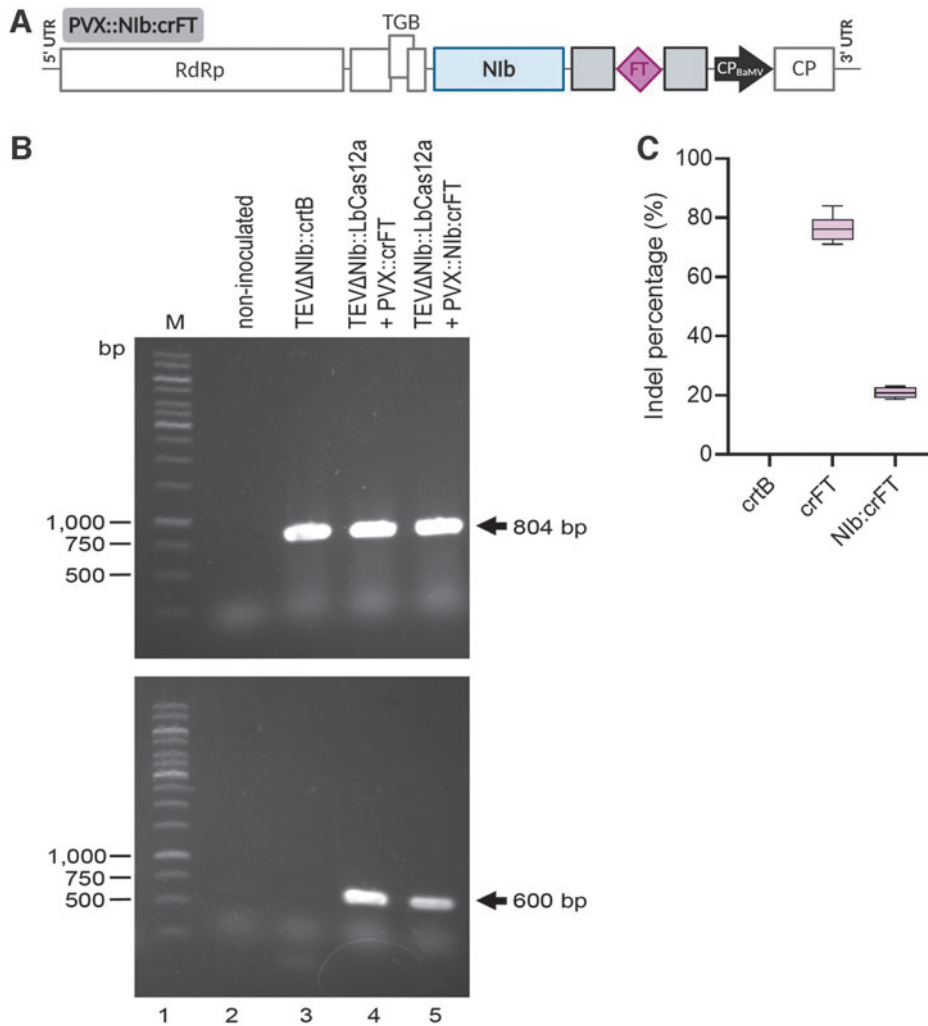 A
PVX::NIb:crFT
5' UTR
RdRp
TGB
NIb
FT
CPBaMV
CP
3' UTR
B
bp
M
non-inoculated
TEVΔNIb::crtB
TEVΔNIb::LbCas12a
+ PVX::crFT
TEVΔNIb::LbCas12a
+ PVX::NIb:crFT
1,000
750
500
804 bp
1,000
750
500
600 bp
1 2 3 4 5
C
Indel percentage (%)
100
80
60
40
20
0
crtB
crFT
NIb:crFT